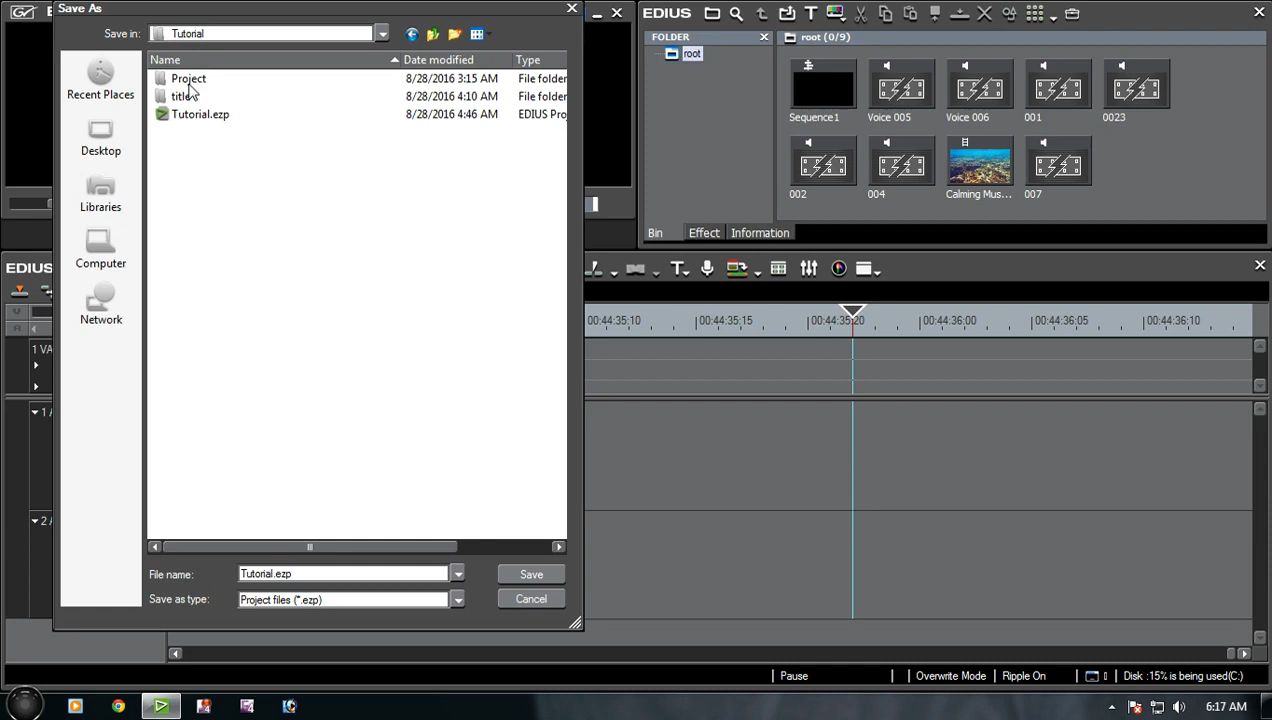 Save As
Save in:
Tutorial
Name
Date modified
Type
Project
8/28/2016 3:15 AM
File folder
title
8/28/2016 4:10 AM
File folder
Tutorial.ezp
8/28/2016 4:46 AM
EDIUS Proj
Recent Places
Desktop
Libraries
Computer
Network
File name:
Tutorial.ezp
Save
Save as type:
Project files (*.ezp)
Cancel
EDIUS
FOLDER
root (0/9)
root
Sequence1
Voice 005
Voice 006
001
0023
002
004
Calming Mus...
007
Bin
Effect
Information
EDIUS
00:44:35:10
00:44:35:15
00:44:35:20
00:44:36:00
00:44:36:05
00:44:36:10
1 VA
1 A
2 A
Pause
Overwrite Mode
Ripple On
0
Disk :15% is being used(C:)
6:17 AM